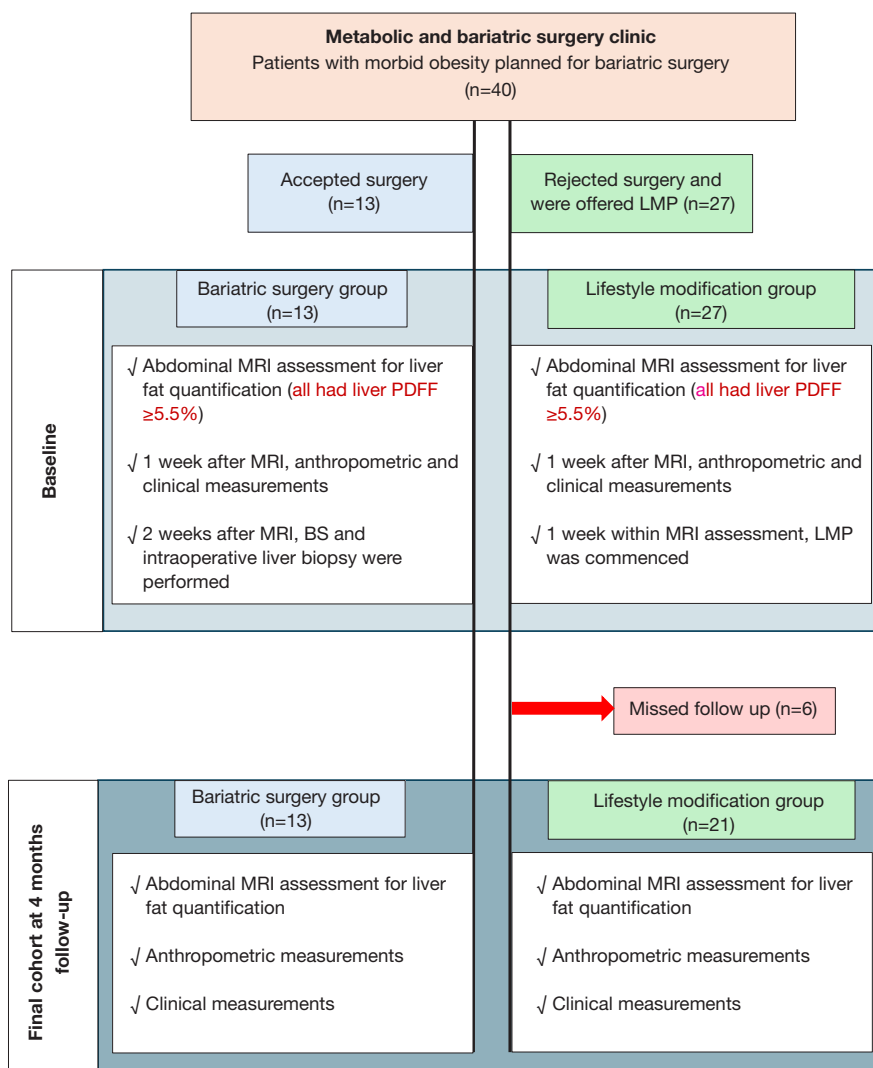 Metabolic and bariatric surgery clinic
Patients with morbid obesity planned for bariatric surgery
(n=40)
Accepted surgery
(n=13)
Rejected surgery and
were offered LMP (n=27)
Baseline
Bariatric surgery group
(n=13)
√ Abdominal MRI assessment for liver
fat quantification (all had liver PDFF
≥5.5%)
√ 1 week after MRI, anthropometric and
clinical measurements
√ 2 weeks after MRI, BS and
intraoperative liver biopsy were
performed
Lifestyle modification group
(n=27)
√ Abdominal MRI assessment for liver
fat quantification (all had liver PDFF
≥5.5%)
√ 1 week after MRI, anthropometric and
clinical measurements
√ 1 week within MRI assessment, LMP
was commenced
Missed follow up (n=6)
Final cohort at 4 months
follow-up
Bariatric surgery group
(n=13)
√ Abdominal MRI assessment for liver
fat quantification
√ Anthropometric measurements
√ Clinical measurements
Lifestyle modification group
(n=21)
√ Abdominal MRI assessment for liver
fat quantification
√ Anthropometric measurements
√ Clinical measurements